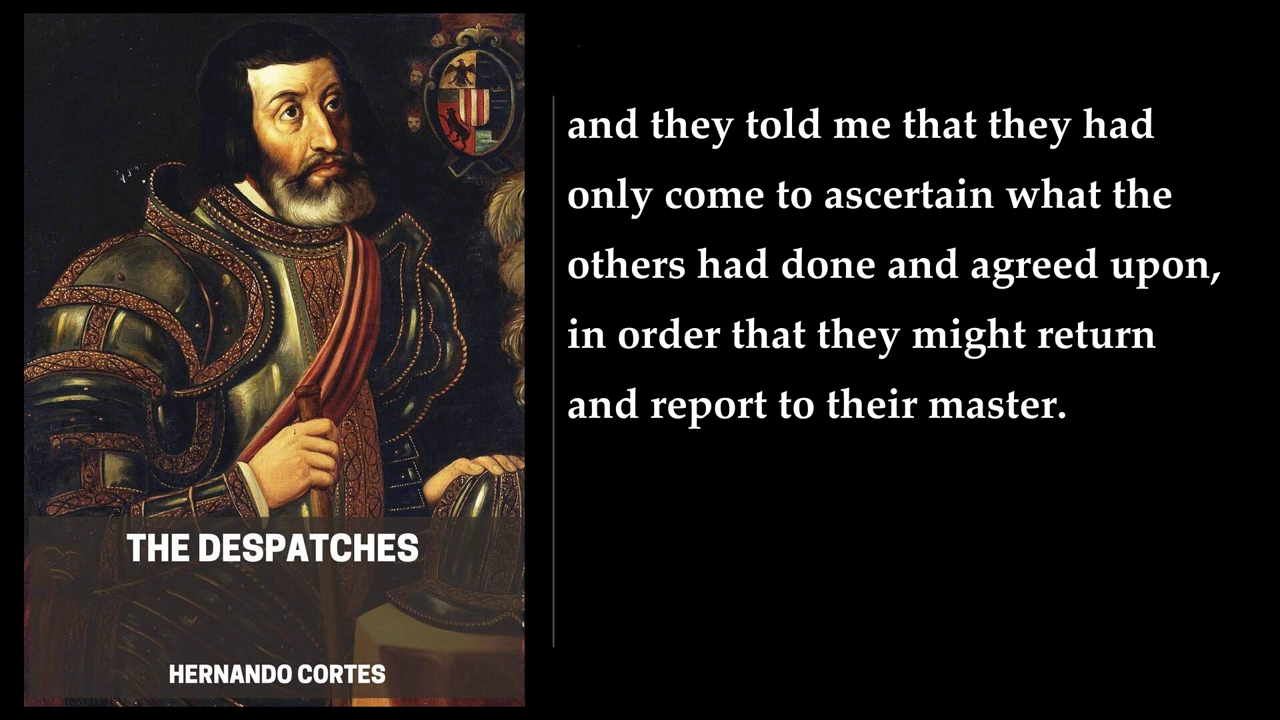 and they told me that they had
only come to ascertain what the
others had done and agreed upon,
in order that they might return
and report to their master.
THE DESPATCHES
HERNANDO CORTES